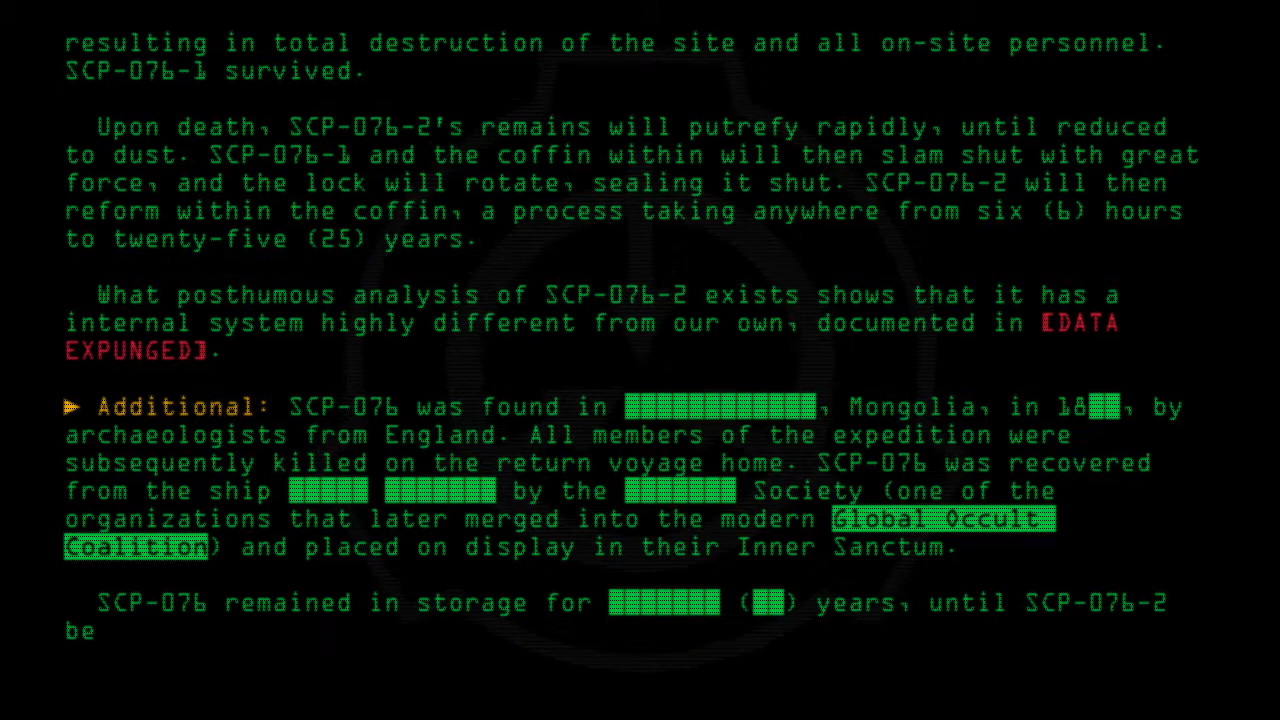 resulting in total destruction of the site and all on-site personnel.
SCP-076-1 survived.
Upon death, SCP-076-2's remains will putrefy rapidly, until reduced
to dust. SCP-076-1 and the coffin within will then slam shut with great
force, and the lock will rotate, sealing it shut. SCP-076-2 will then
reform within the coffin, a process taking anywhere from six (6) hours
to twenty-five (25) years.
What posthumous analysis of SCP-076-2 exists shows that it has a
internal system highly different from our own, documented in [DATA
EXPUNGED].
► Additional: SCP-076 was found in ████████████, Mongolia, in 18██, by
archaeologists from England. All members of the expedition were
subsequently killed on the return voyage home. SCP-076 was recovered
from the ship █████ ███████ by the ███████ Society (one of the
organizations that later merged into the modern Global Occult
Coalition) and placed on display in their Inner Sanctum.
SCP-076 remained in storage for ███████ (██) years, until SCP-076-2
be